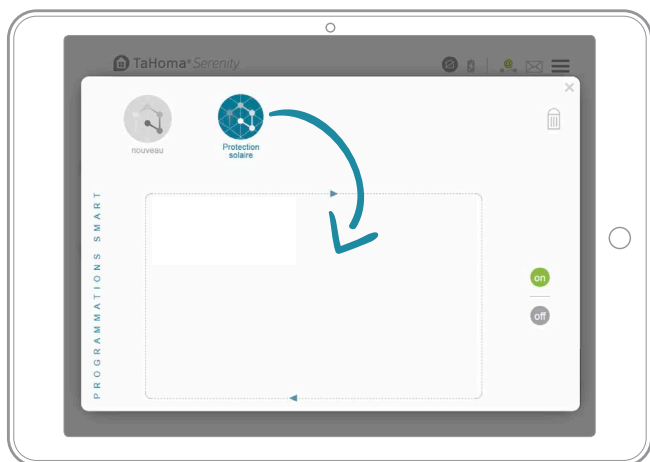 TaHoma® Serenity
nouveau
Protection
solaire
PROGRAMMATIONS SMART
on
off